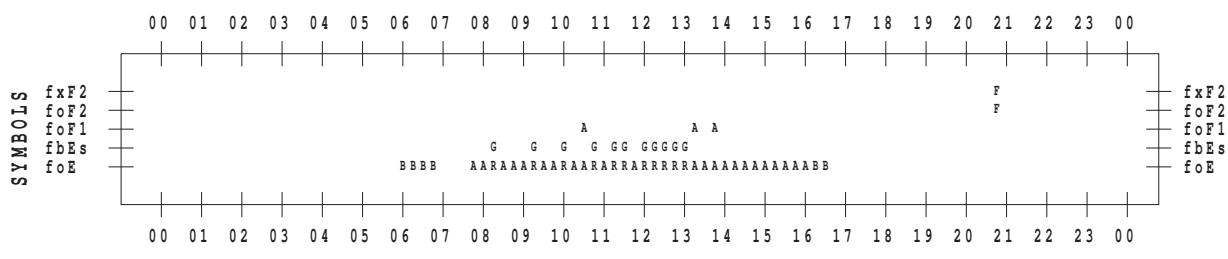 00 01 02 03 04 05 06 07 08 09 10 11 12 13 14 15 16 17 18 19 20 21 22 23 00
SYMBOLS
fxF2 F fxF2
foF2 F foF2
foF1 A A A foF1
fbEs G G G G GG GGGGG fbEs
foE BBBB AARAAARAARAARARRARRRRRAAAAAAAAAAAABB foE
00 01 02 03 04 05 06 07 08 09 10 11 12 13 14 15 16 17 18 19 20 21 22 23 00